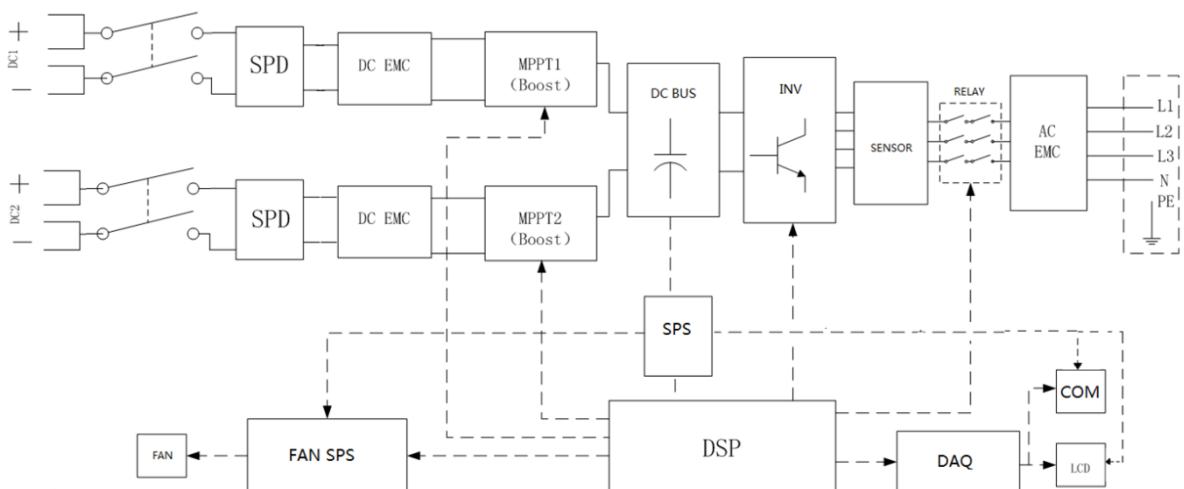 DC1
+
−
SPD
DC EMC
MPPT1
(Boost)
DC BUS
INV
SENSOR
RELAY
AC
EMC
L1
L2
L3
N
PE
DC2
+
−
SPD
DC EMC
MPPT2
(Boost)
SPS
COM
FAN
FAN SPS
DSP
DAQ
LCD